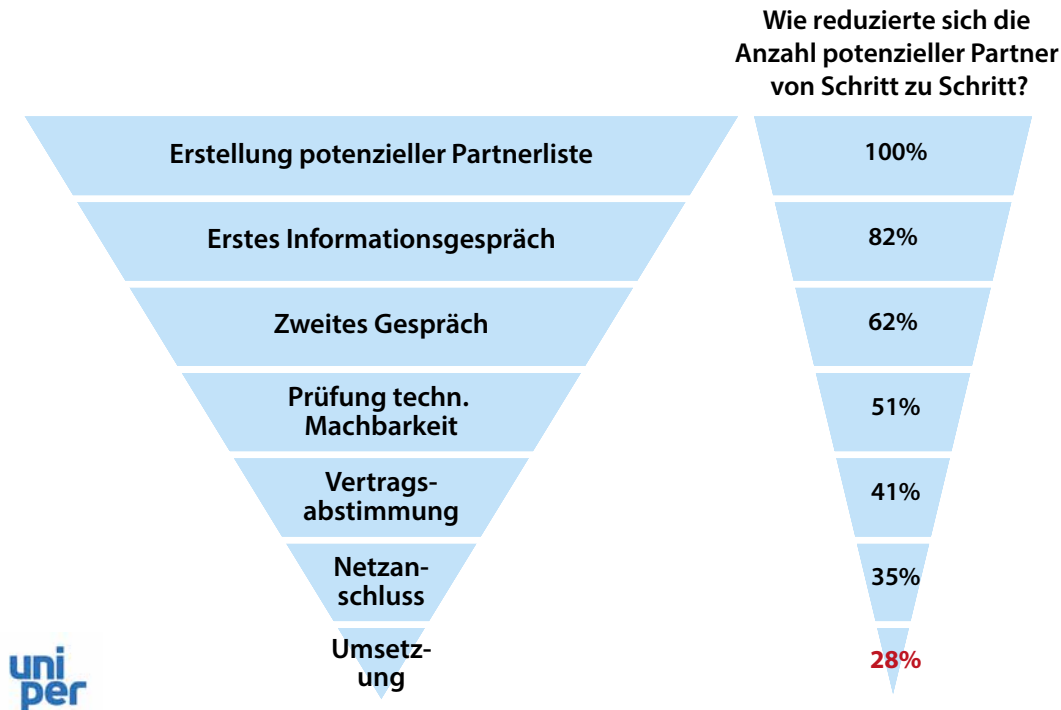 Wie reduzierte sich die
Anzahl potenzieller Partner
von Schritt zu Schritt?
Erstellung potenzieller Partnerliste
100%
Erstes Informationsgespräch
82%
Zweites Gespräch
62%
Prüfung techn.
Machbarkeit
51%
Vertrags-
abstimmung
41%
Netzan-
schluss
35%
Umsetz-
ung
28%
uni
per